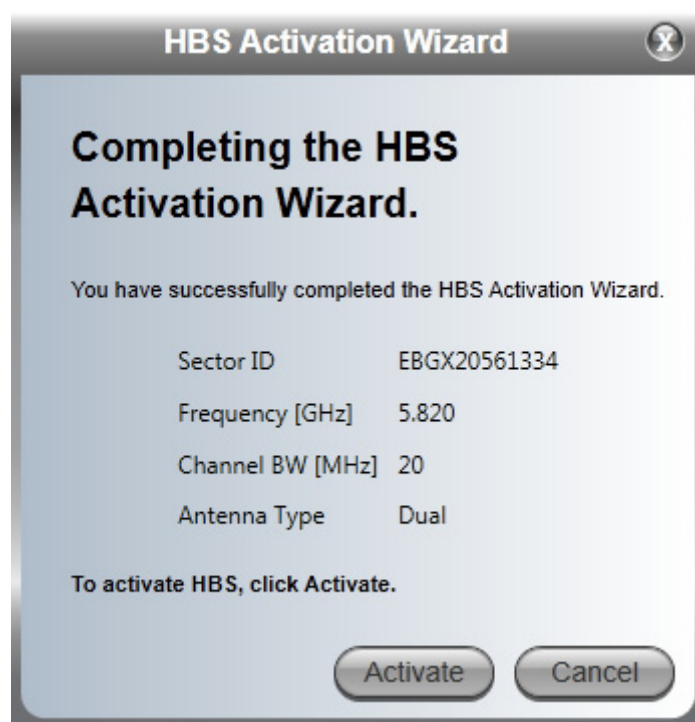 HBS Activation Wizard X
Completing the HBS
Activation Wizard.
You have successfully completed the HBS Activation Wizard.
Sector ID EBGX20561334
Frequency [GHz] 5.820
Channel BW [MHz] 20
Antenna Type Dual
To activate HBS, click Activate.
Activate Cancel